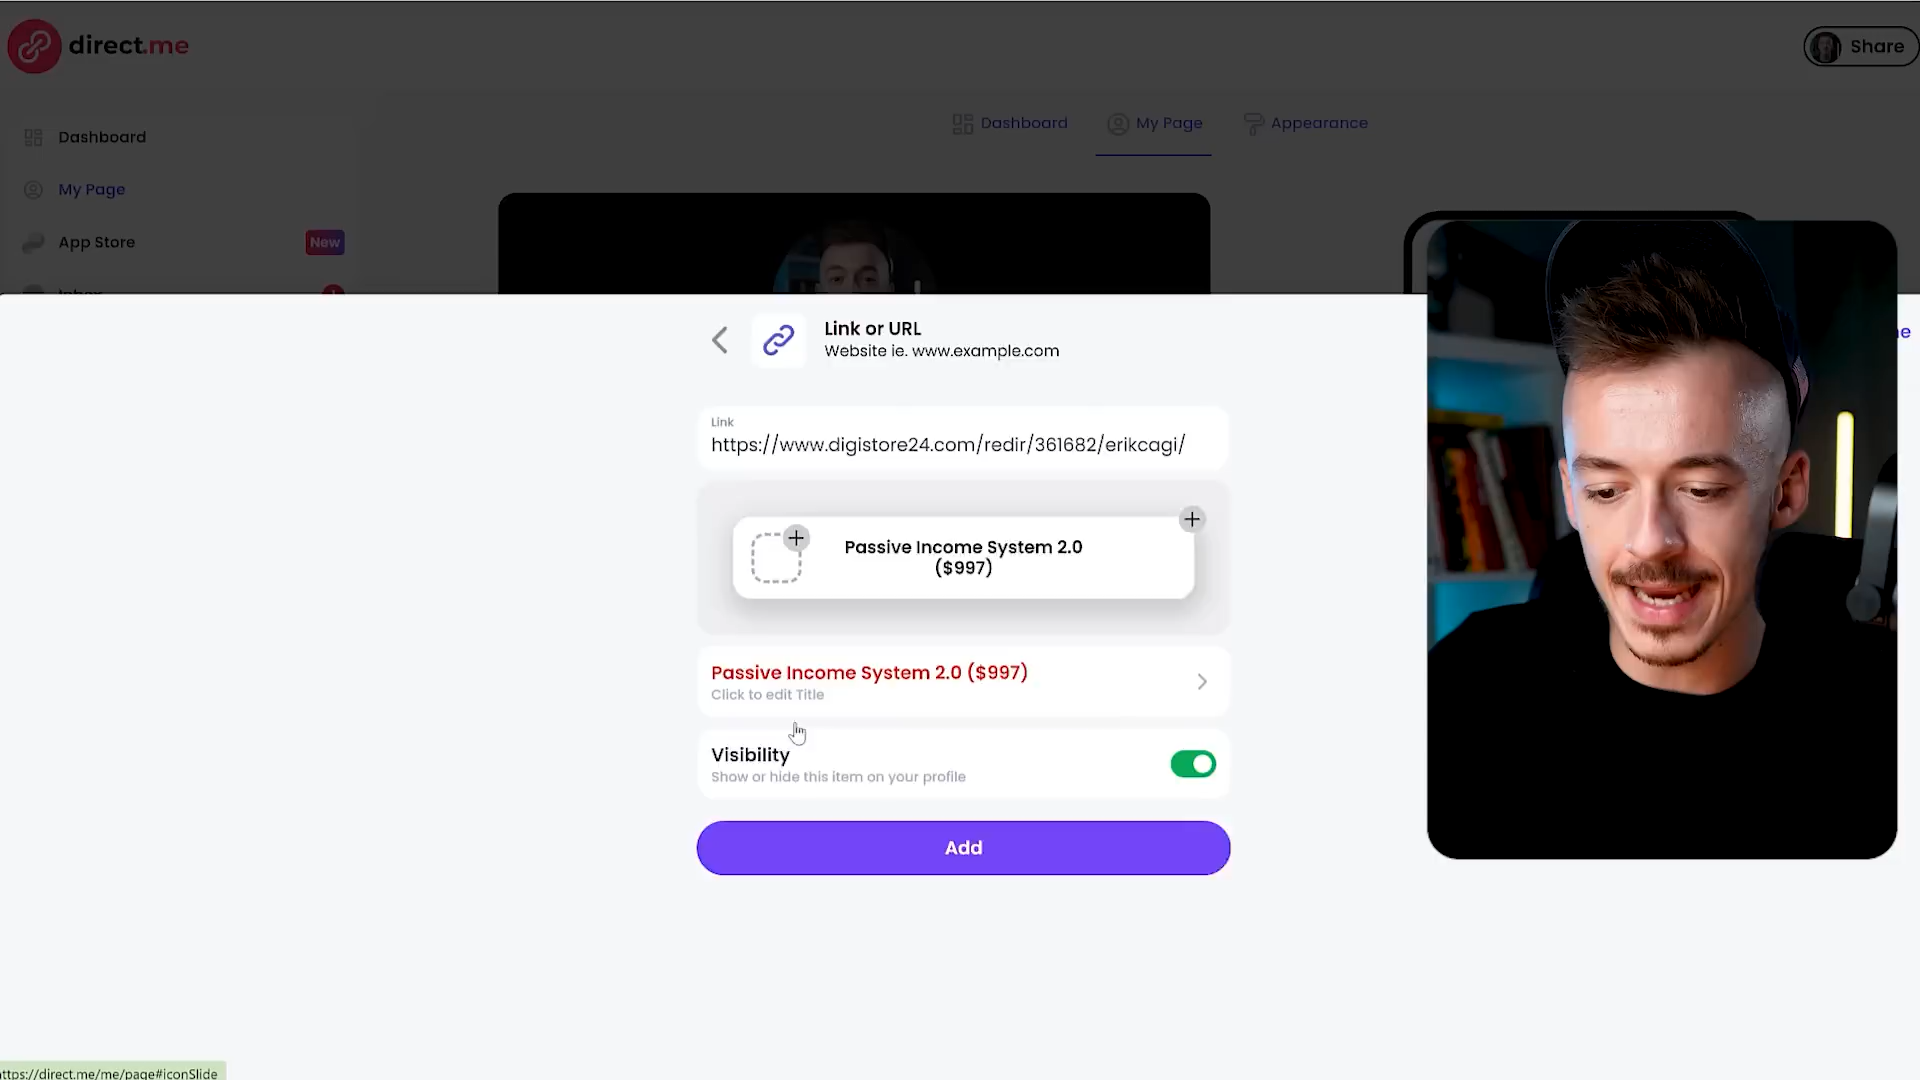 direct.me
Share
Dashboard
My Page
Appearance
Dashboard
My Page
App Store
New
Link or URL
Website ie. www.example.com
Link
https://www.digistore24.com/redir/361682/erikcagi/
Passive Income System 2.0
($997)
Passive Income System 2.0 ($997)
Click to edit Title
Visibility
Show or hide this item on your profile
Add
ttps://direct.me/me/page#iconSlide